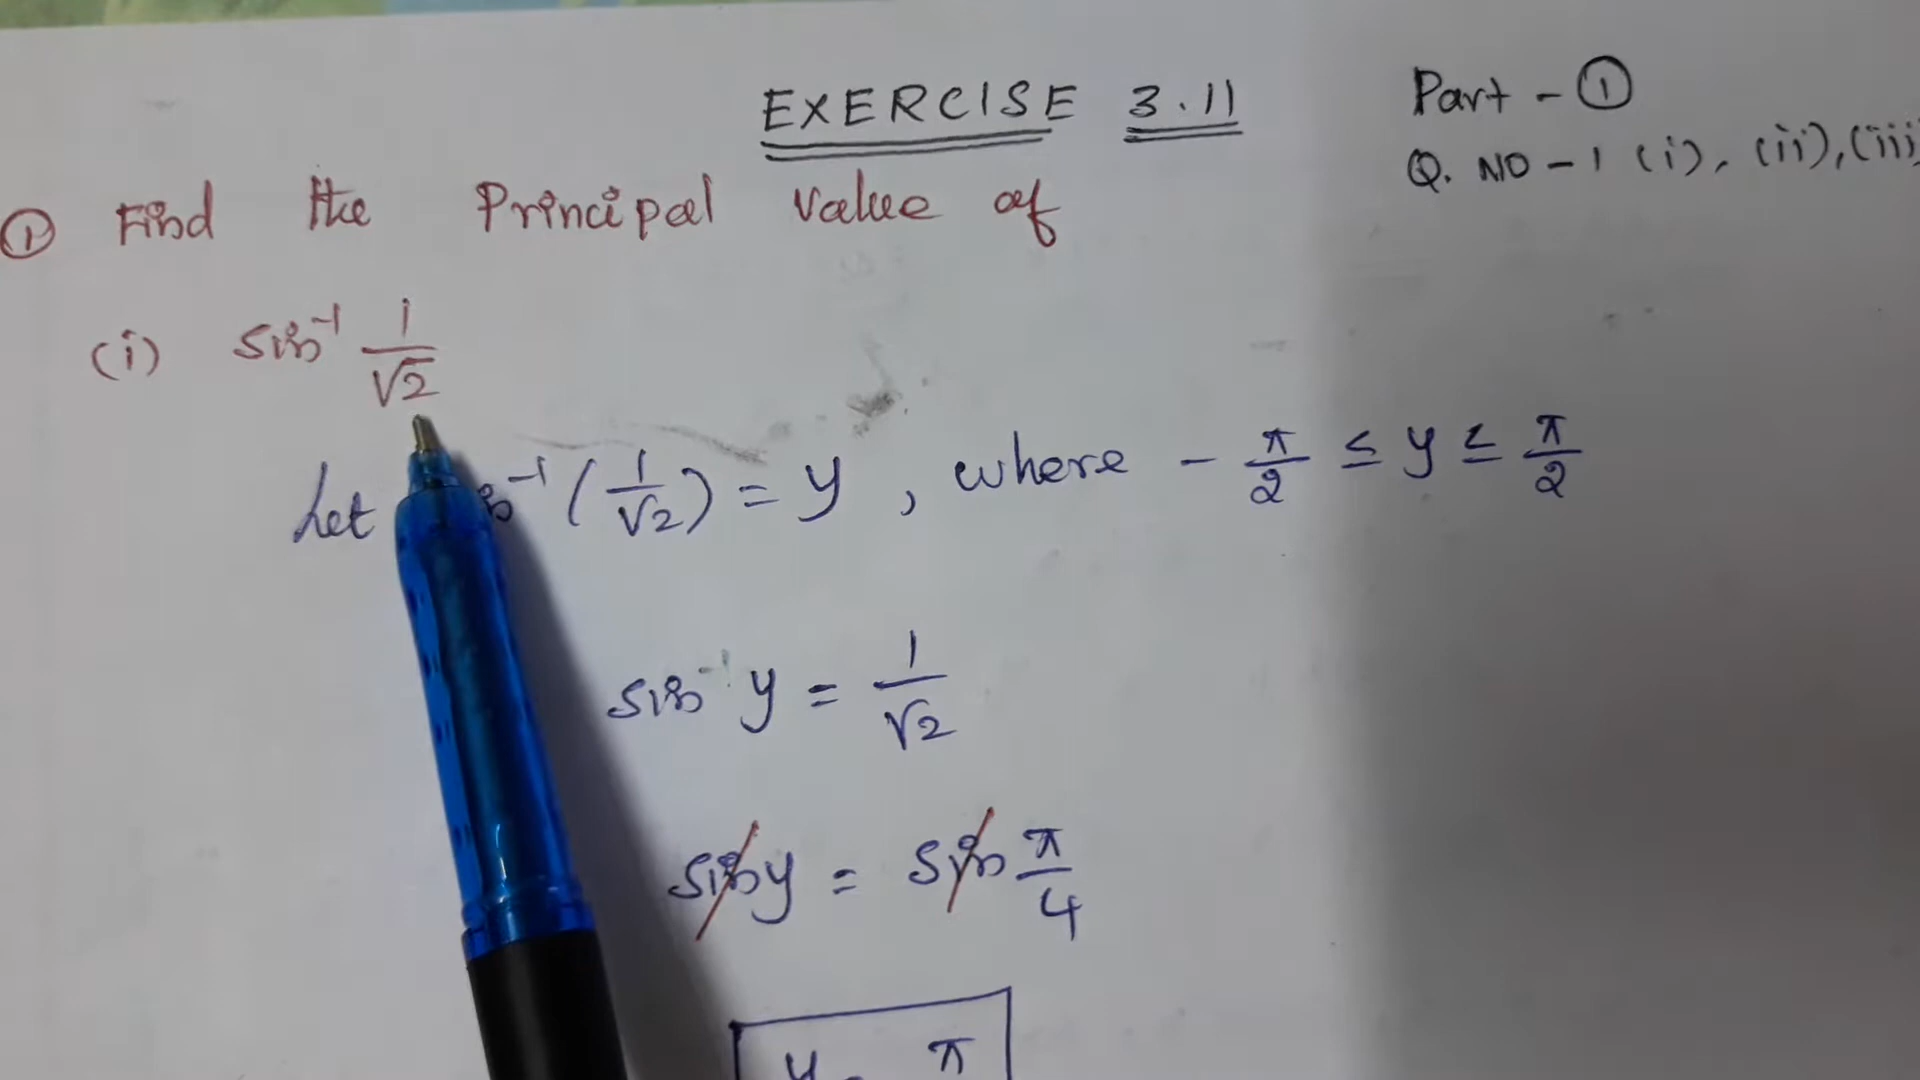 EXERCISE 3.11
Part - ①
Q. NO - 1 (i), (ii), (iii)
① Find the Principal Value of
(i) sin⁻¹ 1/√2
Let ⁻¹ (1/√2) = y , where - π/2 ≤ y ≤ π/2
sin⁻¹ y = 1/√2
sin y = sin π/4
y = π